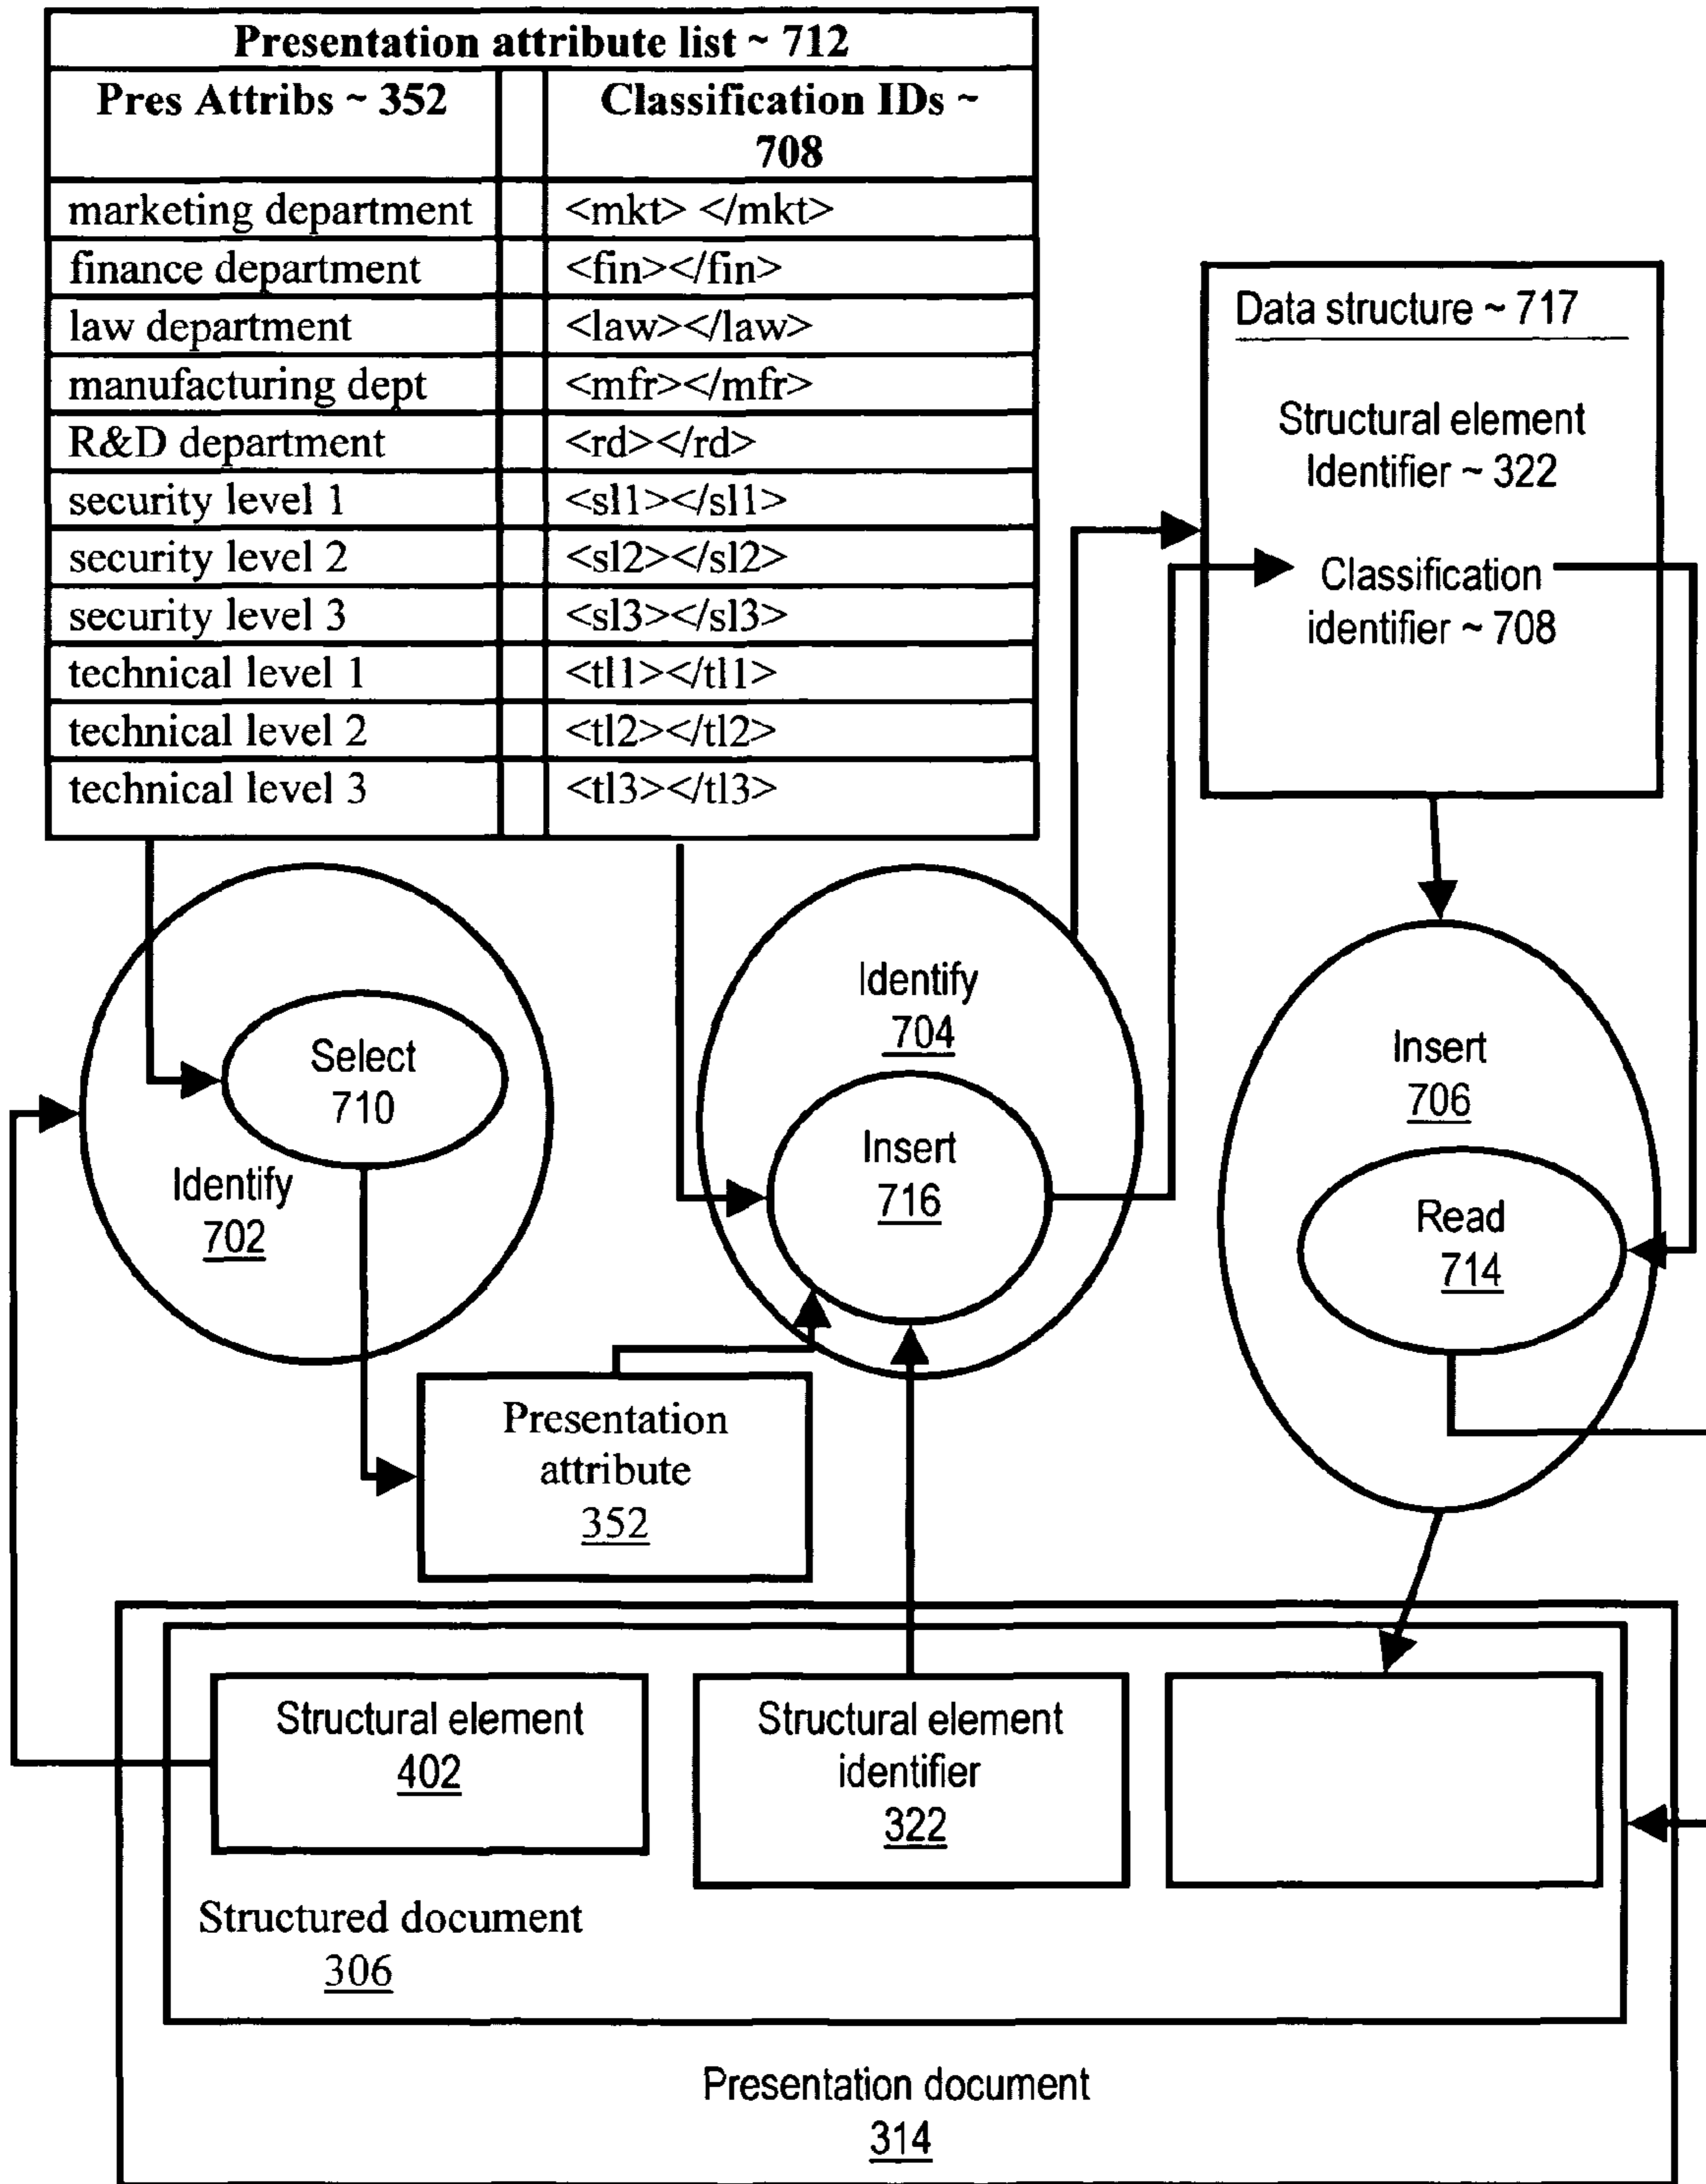 Presentation attribute list ~ 712
Pres Attribs ~ 352
Classification IDs ~
708
marketing department <mkt> </mkt>
finance department <fin></fin>
law department <law></law>
manufacturing dept <mfr></mfr>
R&D department <rd></rd>
security level 1 <sl1></sl1>
security level 2 <sl2></sl2>
security level 3 <sl3></sl3>
technical level 1 <tl1></tl1>
technical level 2 <tl2></tl2>
technical level 3 <tl3></tl3>
Data structure ~ 717
Structural element
Identifier ~ 322
Classification
identifier ~ 708
Select
710
Identify
702
Identify
704
Insert
716
Insert
706
Read
714
Presentation
attribute
352
Structural element
402
Structural element
identifier
322
Structured document
306
Presentation document
314